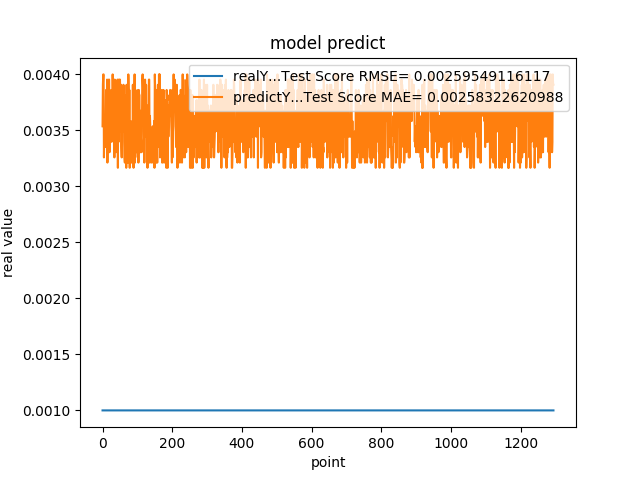 model predict
realY...Test Score RMSE= 0.00259549116117
predictY...Test Score MAE= 0.00258322620988
0.0040
0.0035
0.0030
0.0025
0.0020
0.0015
0.0010
real value
0 200 400 600 800 1000 1200
point